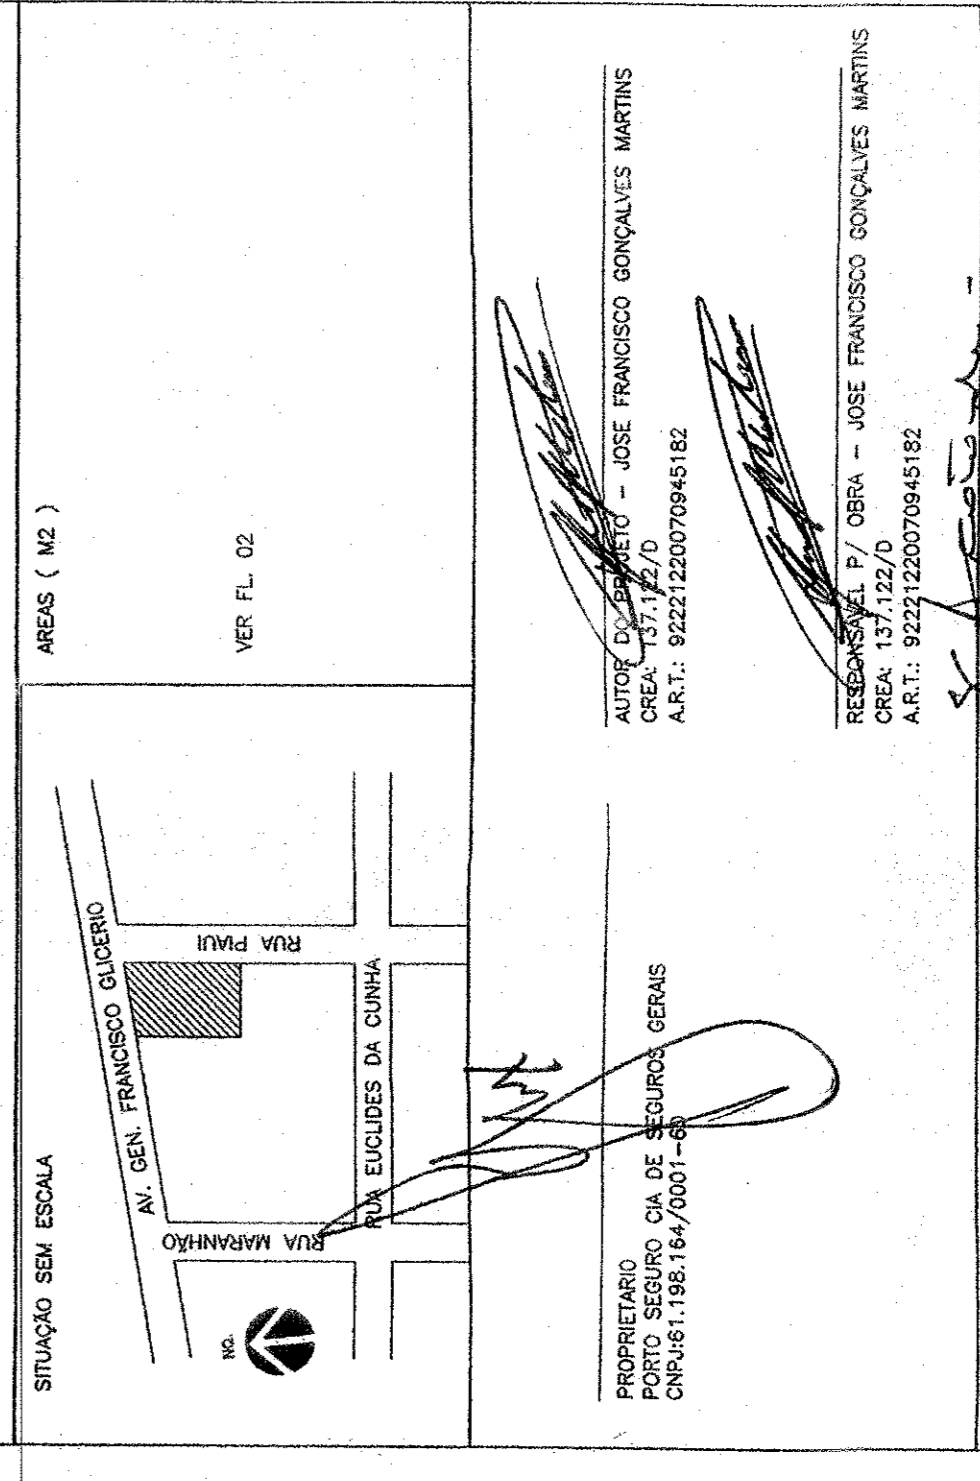 SITUAÇÃO SEM ESCALA
AV. GEN. FRANCISCO GLICERIO
RUA PIAUI
RUA MARANHÃO
RUA EUCLIDES DA CUNHA
NQ.
AREAS ( M2 )
VER FL. 02
PROPRIETARIO
PORTO SEGURO CIA DE SEGUROS GERAIS
CNPJ:61.198.164/0001-60
AUTOR DO PROJETO - JOSE FRANCISCO GONÇALVES MARTINS
CREA: 137.122/D
A.R.T.: 92221220070945182
RESPONSAVEL P/ OBRA - JOSE FRANCISCO GONÇALVES MARTINS
CREA: 137.122/D
A.R.T.: 92221220070945182